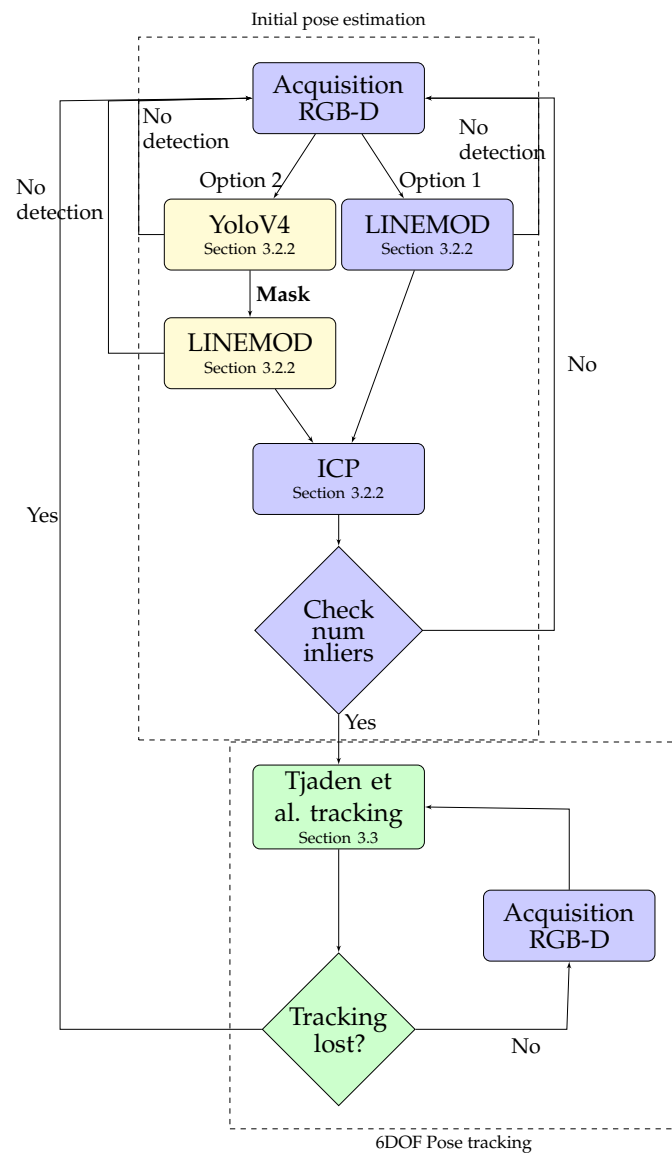 Initial pose estimation
Acquisition
RGB-D
No
detection
No
detection
No
detection
Option 2
Option 1
YoloV4
Section 3.2.2
LINEMOD
Section 3.2.2
Mask
LINEMOD
Section 3.2.2
No
ICP
Section 3.2.2
Yes
Check
num
inliers
Yes
Tjaden et
al. tracking
Section 3.3
Acquisition
RGB-D
Tracking
lost?
No
6DOF Pose tracking